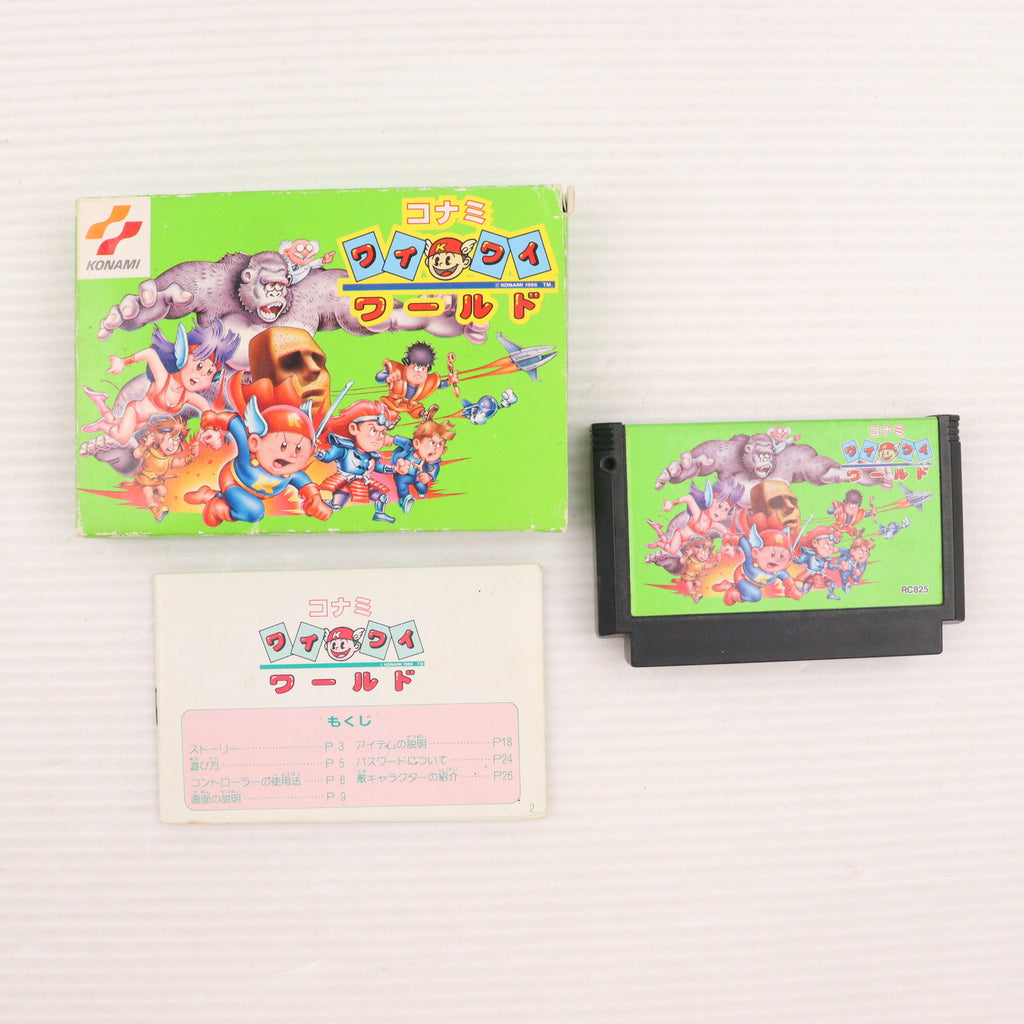 KONAMI
コナミ
ワイワイ
K
© KONAMI 1988 TM
ワールド
コナミ
ワイワイ
ワールド
RC825
コナミ
ワイワイ
K
© KONAMI 1988 TM
ワールド
もくじ
ストーリー P 3
遊び方 P 5
コントローラーの使用法 P 6
画面の説明 P 9
アイテムの説明 P18
パスワードについて P24
敵キャラクターの紹介 P26
2